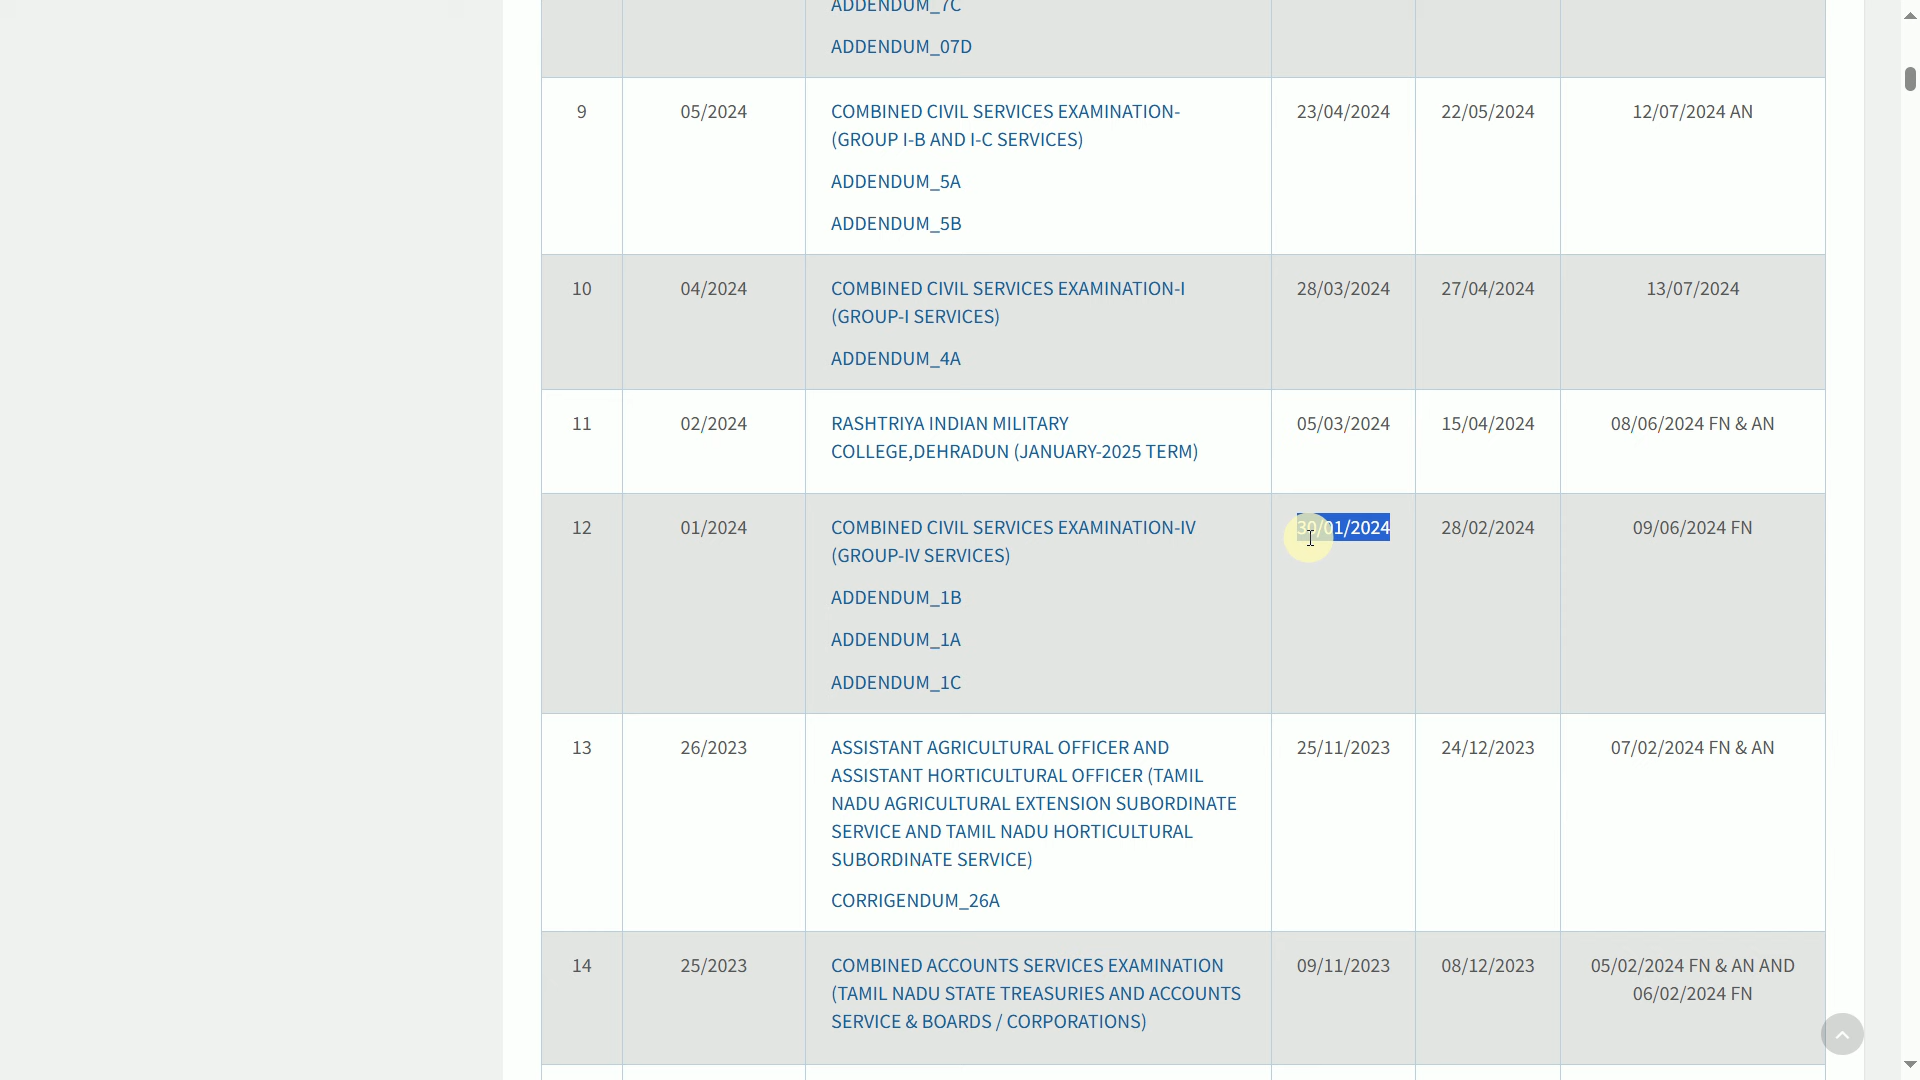 ADDENDUM_7C
ADDENDUM_07D
9 05/2024 COMBINED CIVIL SERVICES EXAMINATION- 23/04/2024 22/05/2024 12/07/2024 AN
(GROUP I-B AND I-C SERVICES)
ADDENDUM_5A
ADDENDUM_5B
10 04/2024 COMBINED CIVIL SERVICES EXAMINATION-I 28/03/2024 27/04/2024 13/07/2024
(GROUP-I SERVICES)
ADDENDUM_4A
11 02/2024 RASHTRIYA INDIAN MILITARY 05/03/2024 15/04/2024 08/06/2024 FN & AN
COLLEGE,DEHRADUN (JANUARY-2025 TERM)
12 01/2024 COMBINED CIVIL SERVICES EXAMINATION-IV 30/01/2024 28/02/2024 09/06/2024 FN
(GROUP-IV SERVICES)
ADDENDUM_1B
ADDENDUM_1A
ADDENDUM_1C
13 26/2023 ASSISTANT AGRICULTURAL OFFICER AND 25/11/2023 24/12/2023 07/02/2024 FN & AN
ASSISTANT HORTICULTURAL OFFICER (TAMIL
NADU AGRICULTURAL EXTENSION SUBORDINATE
SERVICE AND TAMIL NADU HORTICULTURAL
SUBORDINATE SERVICE)
CORRIGENDUM_26A
14 25/2023 COMBINED ACCOUNTS SERVICES EXAMINATION 09/11/2023 08/12/2023 05/02/2024 FN & AN AND
(TAMIL NADU STATE TREASURIES AND ACCOUNTS 06/02/2024 FN
SERVICE & BOARDS / CORPORATIONS)